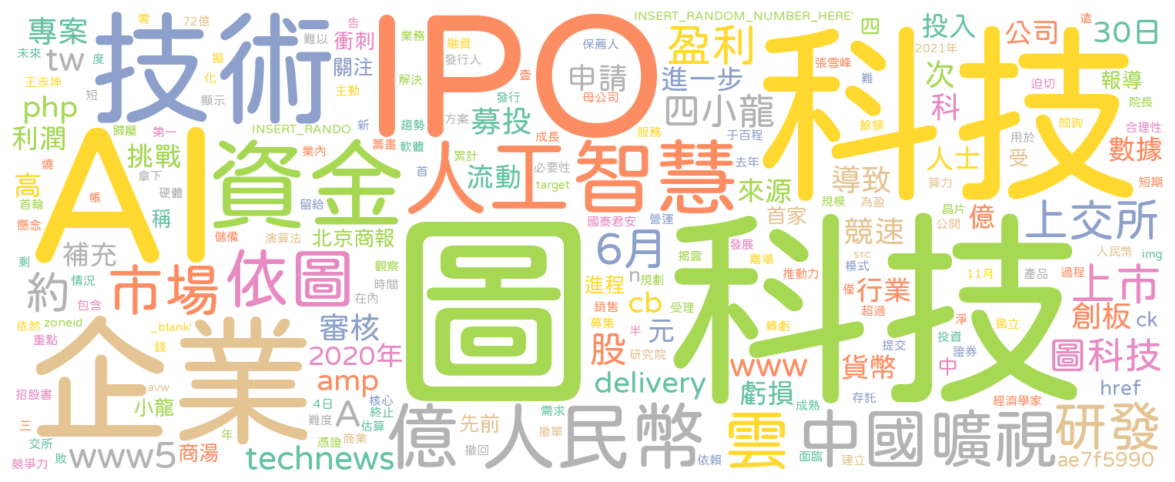 零 72億 告
INSERT_RANDOM_NUMBER_HERE'
專案 技術 IPO 科技
未來 度 擬 難以 衝刺 業務 融資 保薦人 盈利 四 投入 公司 30日 遠
王赤坤 tw 化 關注 解決 發行人 申請 進一步 張雪峰 次 2021年 迫切 報導
php 短 顯示 主動 發行 壹 母公司 四小龍 難 科 院長
利潤 歸屬 第一 INSERT_RANDO 新 趨勢 方案 募投 服務 于百程 餘額 用於 閱詢 合理性
AI 挑戰 資金 業內 籌畫 軟體 成長 人工智慧 去年 人士 受 數據
高 燒 拿下 首 累計 流動 必要性 來源 導致 算力 短期
首輪 帳 稱 硬體 留給 target 規模 為盈 億
懸念 儲備 演算法 北京商報 國泰君安 營運 首家 晶片 公開 上交所
補充 圖科技 6月 發展 競速 人民幣
剩 情況 市場 依圖 觀察 揭露 離場 src img
約 包含 在內 時間 進程 n 規劃 推動力 模式 11月 產品 過程 上市
依然 zoneid _blank' 審核 銷售 cb 受理 僅 行業 超過 淨 獨立 創板 ck
重點 錢 募集 半 元 轉虧 提交 投資
企業 2020年 股 研究院 www 貨幣 中 證券 圖科技
招股書 avw amp delivery 虧損 存託 經濟學家 href
三 小龍 4日 核心 A 終止 先前 需求 成熟 研發
交所 年 難度 估算 億 人民幣 撤單 雲 中國 曠視
競爭力 敗 www5 商湯 憑證 商業 撤回 依賴 面臨 建立 ae7f5990
technews